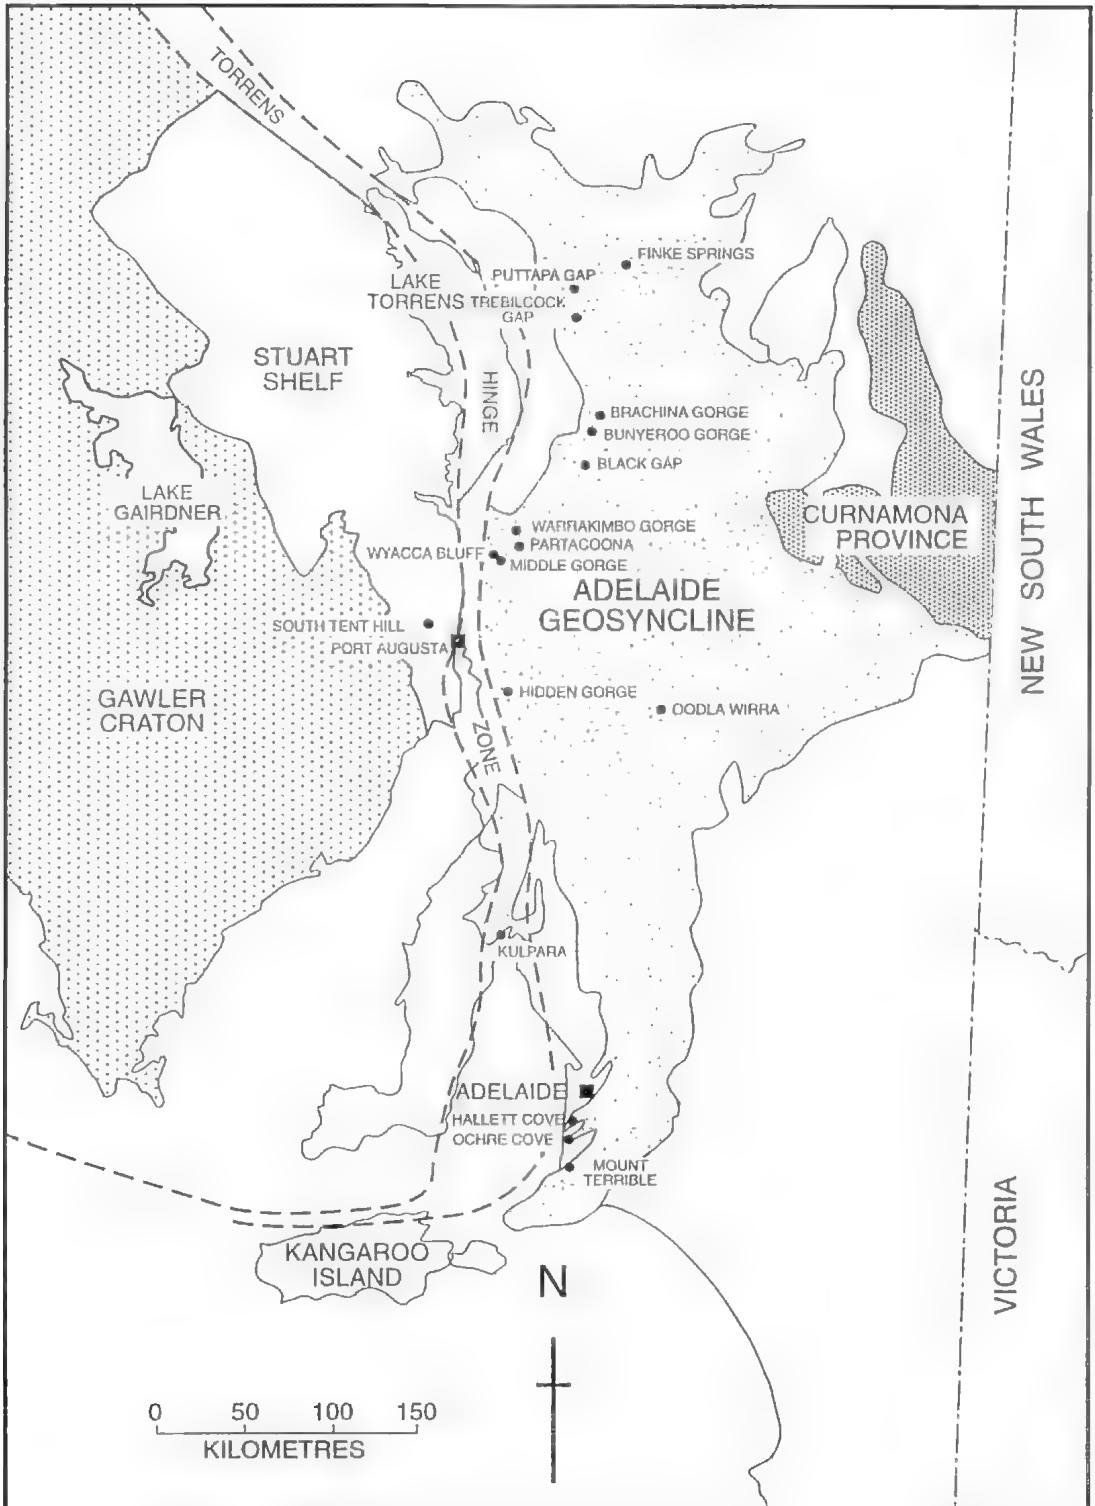 TORRENS
FINKE SPRINGS
PUTTAPA GAP
LAKE
TORRENS
TREBILCOCK
GAP
STUART
SHELF
HINGE
BRACHINA GORGE
BUNYEROO GORGE
BLACK GAP
NEW SOUTH WALES
LAKE
GAIRDNER
CURNAMONA
PROVINCE
WARRAKIMBO GORGE
PARTACOONA
WYACCA BLUFF
MIDDLE GORGE
ADELAIDE
GEOSYNCLINE
SOUTH TENT HILL
PORT AUGUSTA
GAWLER
CRATON
HIDDEN GORGE
OODLA WIRRA
ZONE
KULPARA
ADELAIDE
HALLETT COVE
OCHRE COVE
MOUNT
TERRIBLE
VICTORIA
KANGAROO
ISLAND
N
0 50 100 150
KILOMETRES